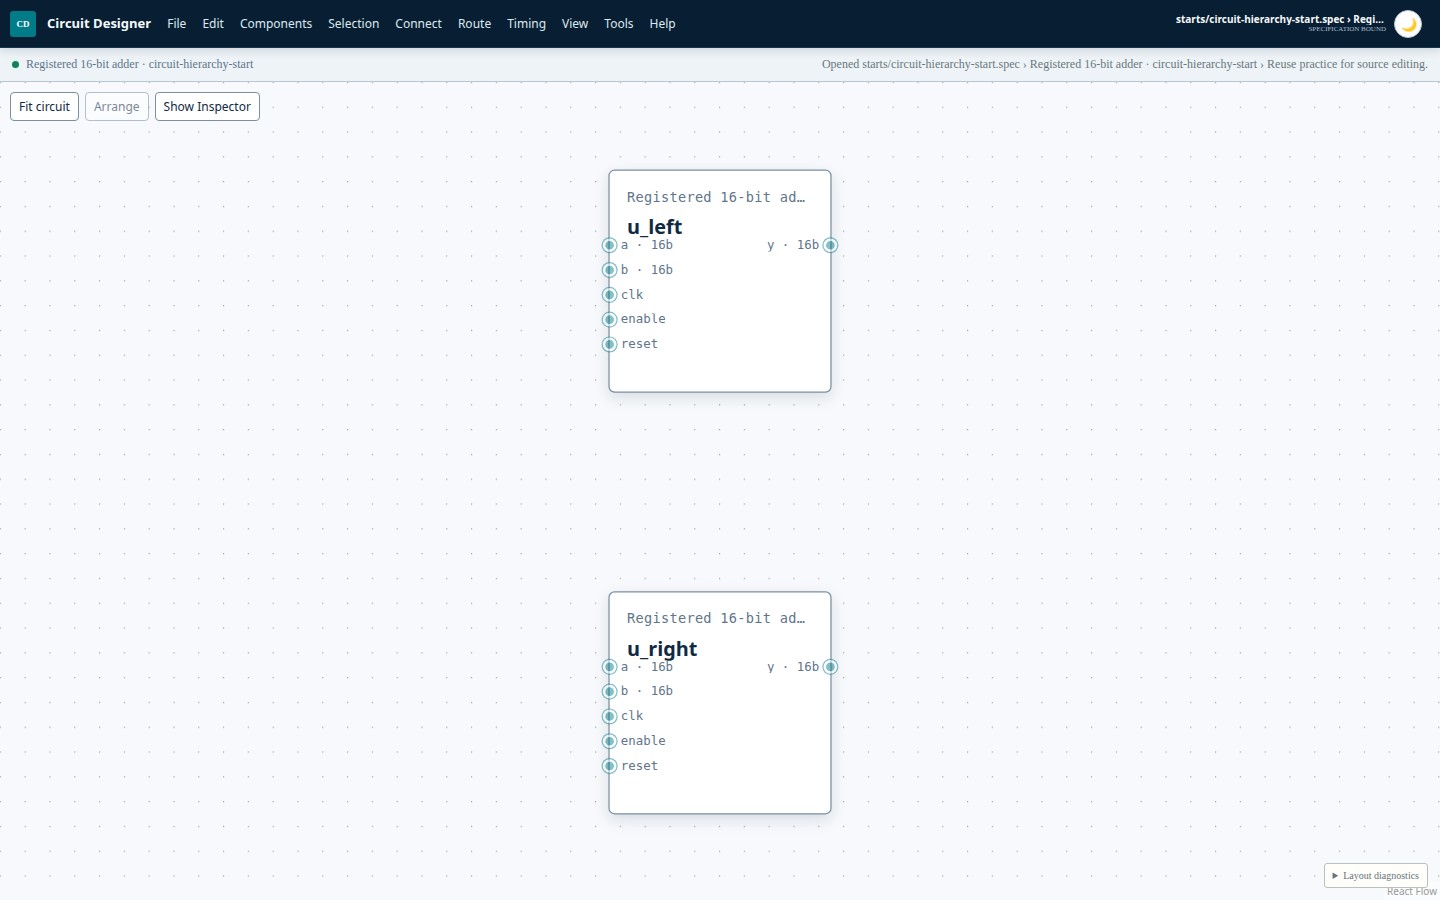 CD Circuit Designer File Edit Components Selection Connect Route Timing View Tools Help starts/circuit-hierarchy-start.spec › Regi...
SPECIFICATION BOUND
Registered 16-bit adder · circuit-hierarchy-start Opened starts/circuit-hierarchy-start.spec › Registered 16-bit adder · circuit-hierarchy-start › Reuse practice for source editing.
Fit circuit Arrange Show Inspector
Registered 16-bit ad…
u_left
a · 16b y · 16b
b · 16b
clk
enable
reset
Registered 16-bit ad…
u_right
a · 16b y · 16b
b · 16b
clk
enable
reset
Layout diagnostics
React Flow